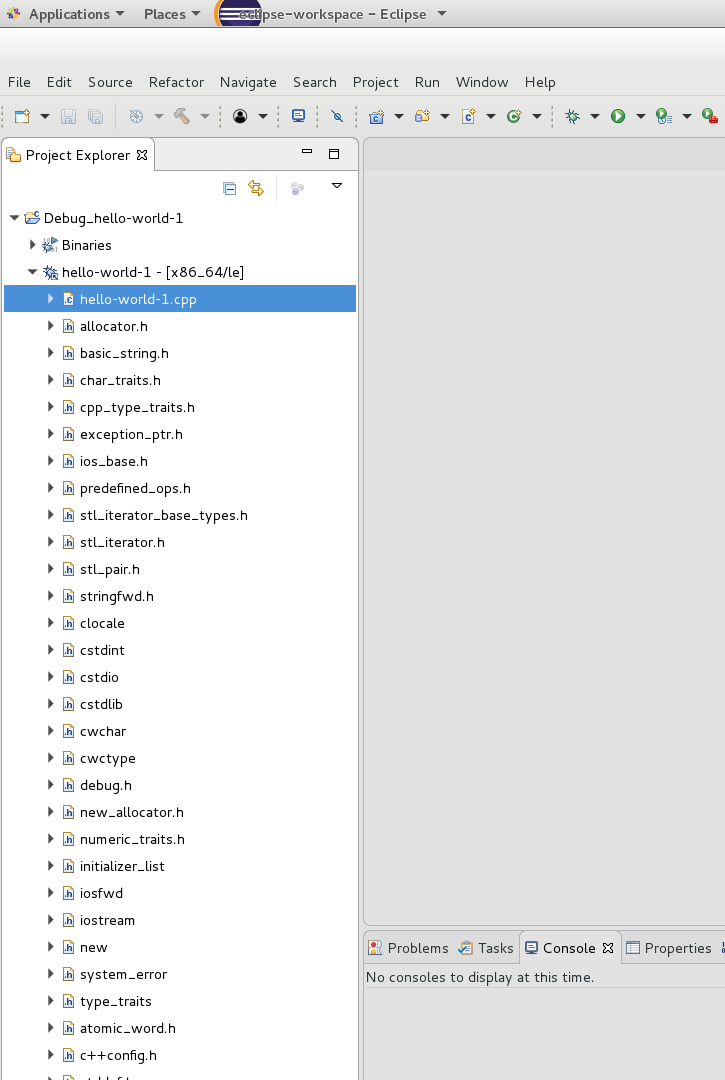 Applications Places eclipse-workspace - Eclipse
File Edit Source Refactor Navigate Search Project Run Window Help
Project Explorer
Debug_hello-world-1
Binaries
hello-world-1 - [x86_64/le]
hello-world-1.cpp
allocator.h
basic_string.h
char_traits.h
cpp_type_traits.h
exception_ptr.h
ios_base.h
predefined_ops.h
stl_iterator_base_types.h
stl_iterator.h
stl_pair.h
stringfwd.h
clocale
cstdint
cstdio
cstdlib
cwchar
cwctype
debug.h
new_allocator.h
numeric_traits.h
initializer_list
iosfwd
iostream
new
system_error
type_traits
atomic_word.h
c++config.h
Problems Tasks Console Properties
No consoles to display at this time.